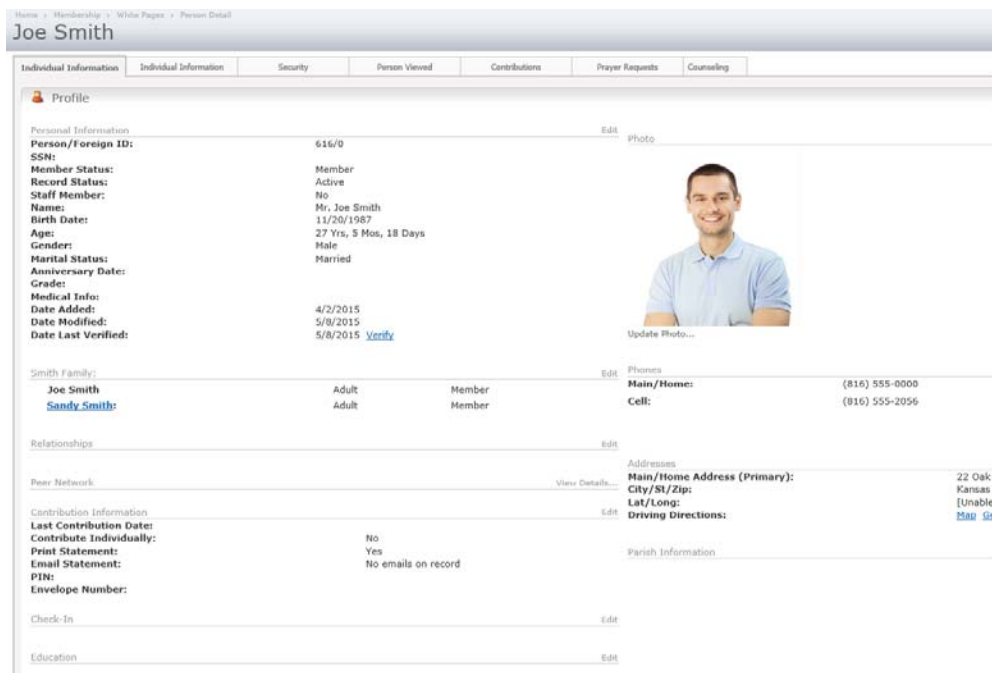 Home > Membership > White Pages > Person Detail
Joe Smith
Individual Information Individual Information Security Person Viewed Contributions Prayer Requests Counseling
Profile
Personal Information Edit
Person/Foreign ID: 616/0
SSN:
Member Status: Member
Record Status: Active
Staff Member: No
Name: Mr. Joe Smith
Birth Date: 11/20/1987
Age: 27 Yrs, 5 Mos, 18 Days
Gender: Male
Marital Status: Married
Anniversary Date:
Grade:
Medical Info:
Date Added: 4/2/2015
Date Modified: 5/8/2015
Date Last Verified: 5/8/2015 Verify
Smith Family: Edit
Joe Smith Adult Member
Sandy Smith: Adult Member
Relationships Edit
Peer Network View Details...
Contribution Information Edit
Last Contribution Date:
Contribute Individually: No
Print Statement: Yes
Email Statement: No emails on record
PIN:
Envelope Number:
Check-In Edit
Education Edit
Photo
Update Photo...
Phones
Main/Home: (816) 555-0000
Cell: (816) 555-2056
Addresses
Main/Home Address (Primary): 22 Oak
City/St/Zip: Kansas
Lat/Long: [Unable
Driving Directions: Map
Parish Information